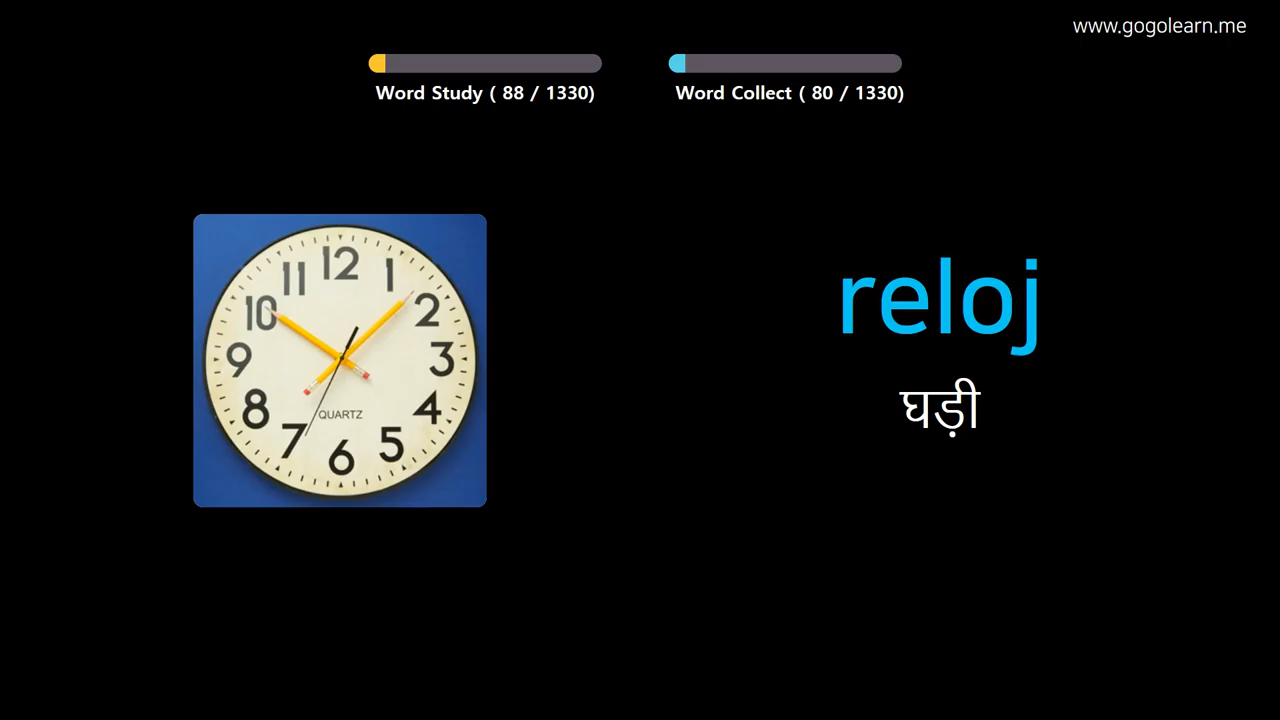 www.gogolearn.me
Word Study ( 88 / 1330)
Word Collect ( 80 / 1330)
12
11
1
10
2
9
3
8
4
QUARTZ
7
5
6
reloj
घड़ी